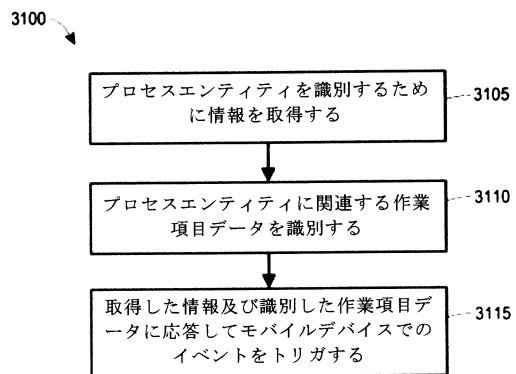 3100
プロセスエンティティを識別するため
に情報を取得する
3105
プロセスエンティティに関連する作業
項目データを識別する
3110
取得した情報及び識別した作業項目デ
ータに応答してモバイルデバイスでの
イベントをトリガする
3115